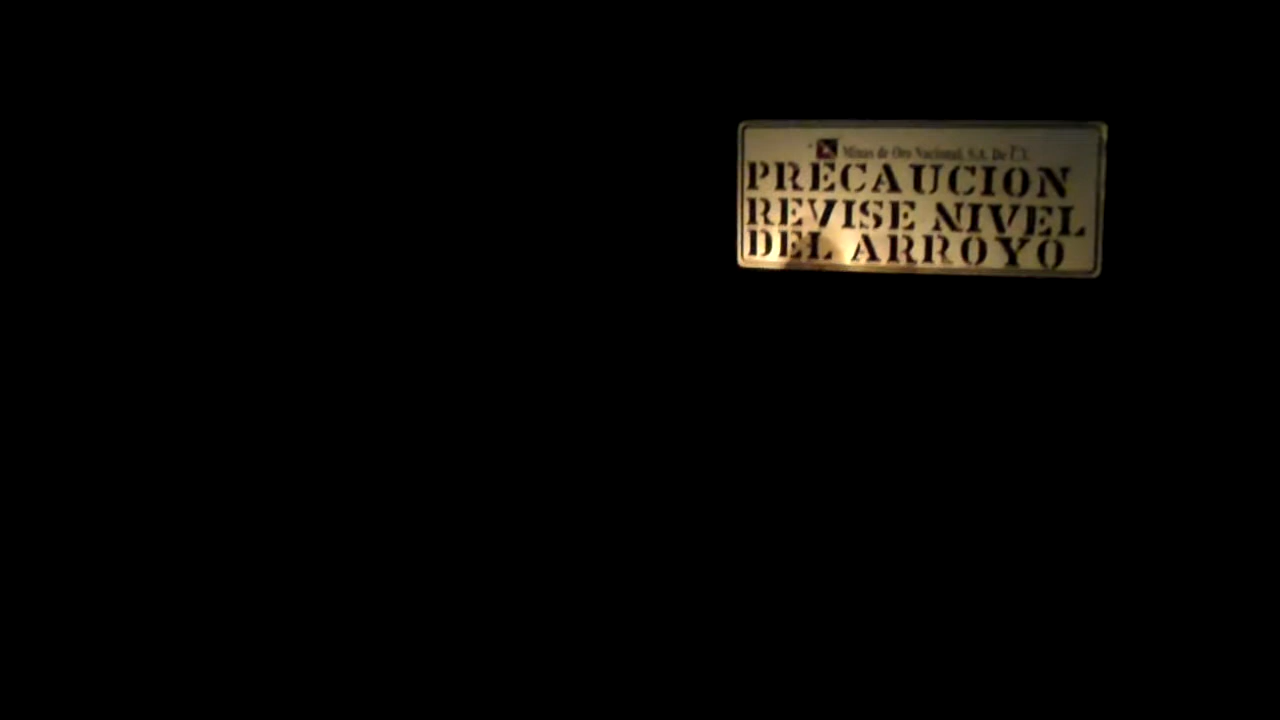 Minas de Oro Nacional, S.A. De C.V.
PRECAUCION
REVISE NIVEL
DEL ARROYO